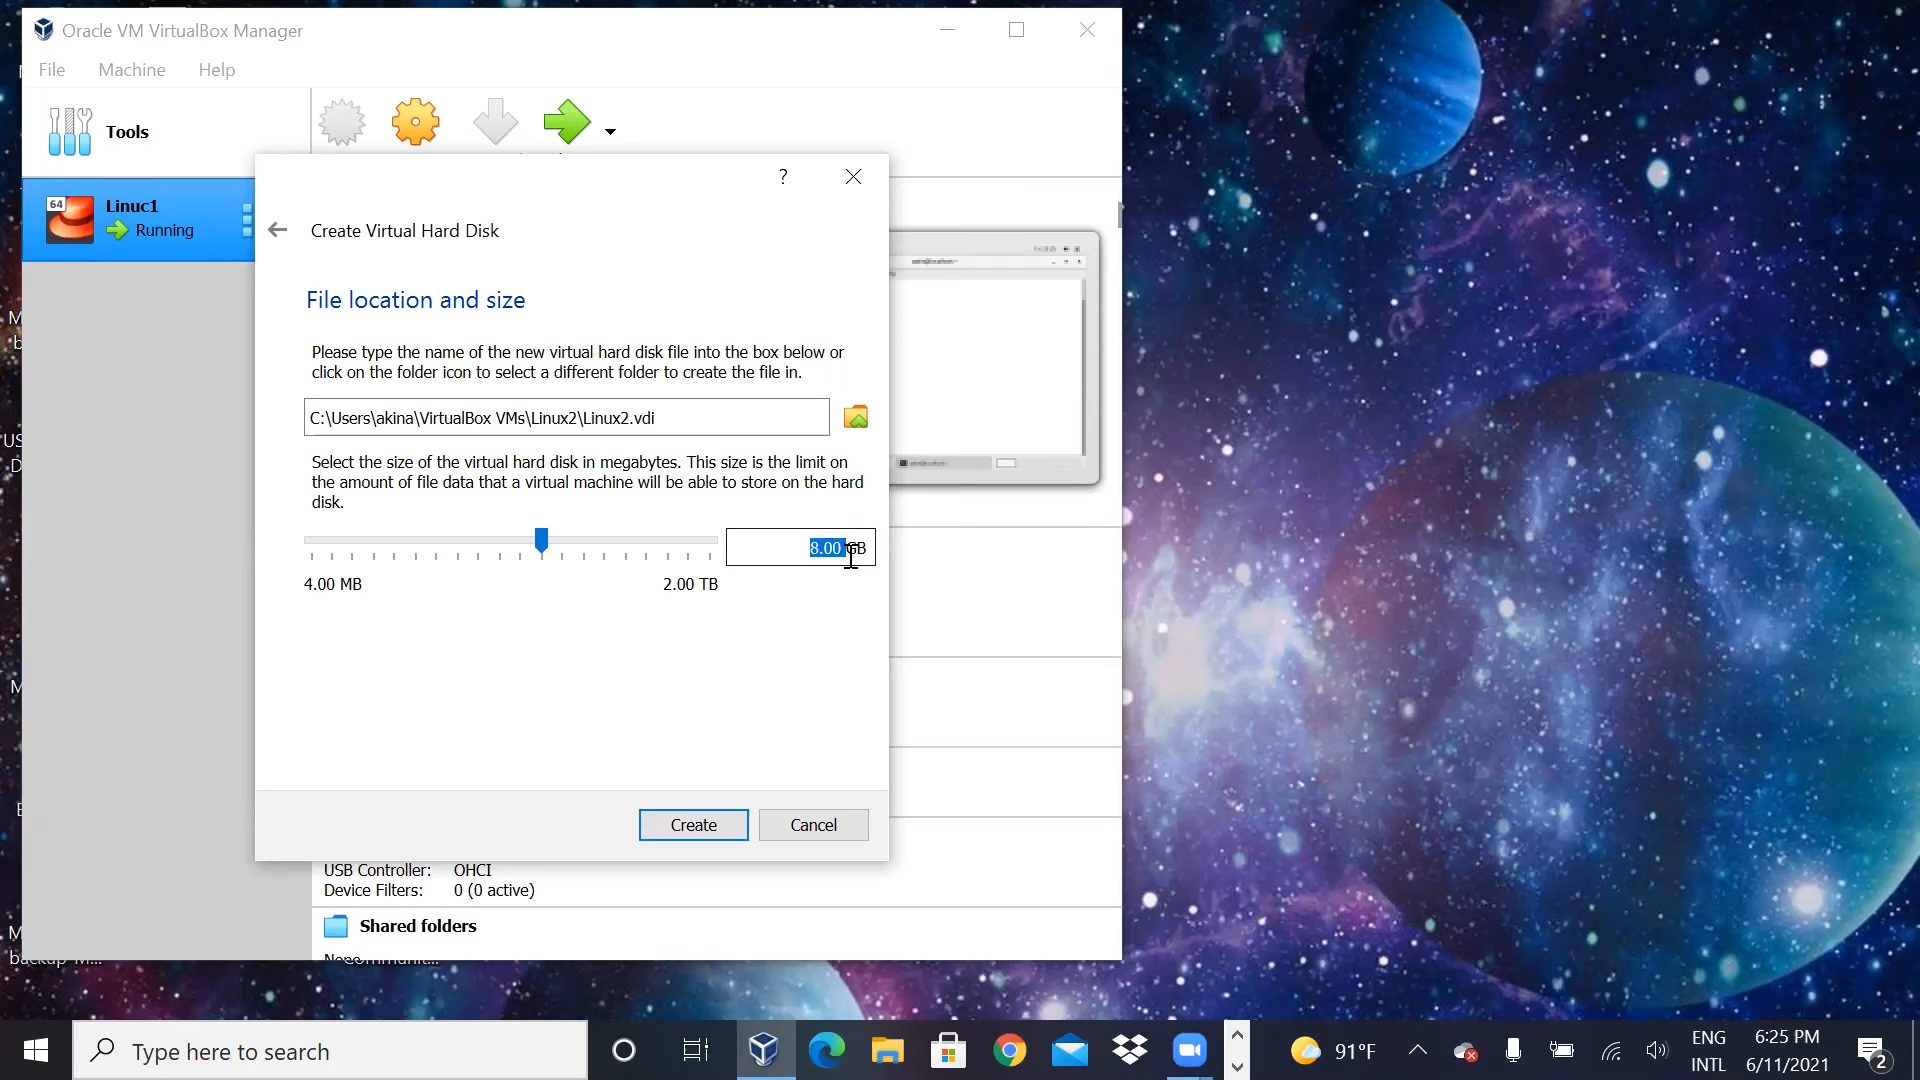 Oracle VM VirtualBox Manager
File Machine Help
Tools
64
Linuc1
Running
?
Create Virtual Hard Disk
File location and size
Please type the name of the new virtual hard disk file into the box below or
click on the folder icon to select a different folder to create the file in.
C:\Users\akina\VirtualBox VMs\Linux2\Linux2.vdi
Select the size of the virtual hard disk in megabytes. This size is the limit on
the amount of file data that a virtual machine will be able to store on the hard
disk.
8.00 GB
4.00 MB 2.00 TB
Create Cancel
USB Controller: OHCI
Device Filters: 0 (0 active)
Shared folders
Type here to search
91°F
ENG
INTL
6:25 PM
6/11/2021
2